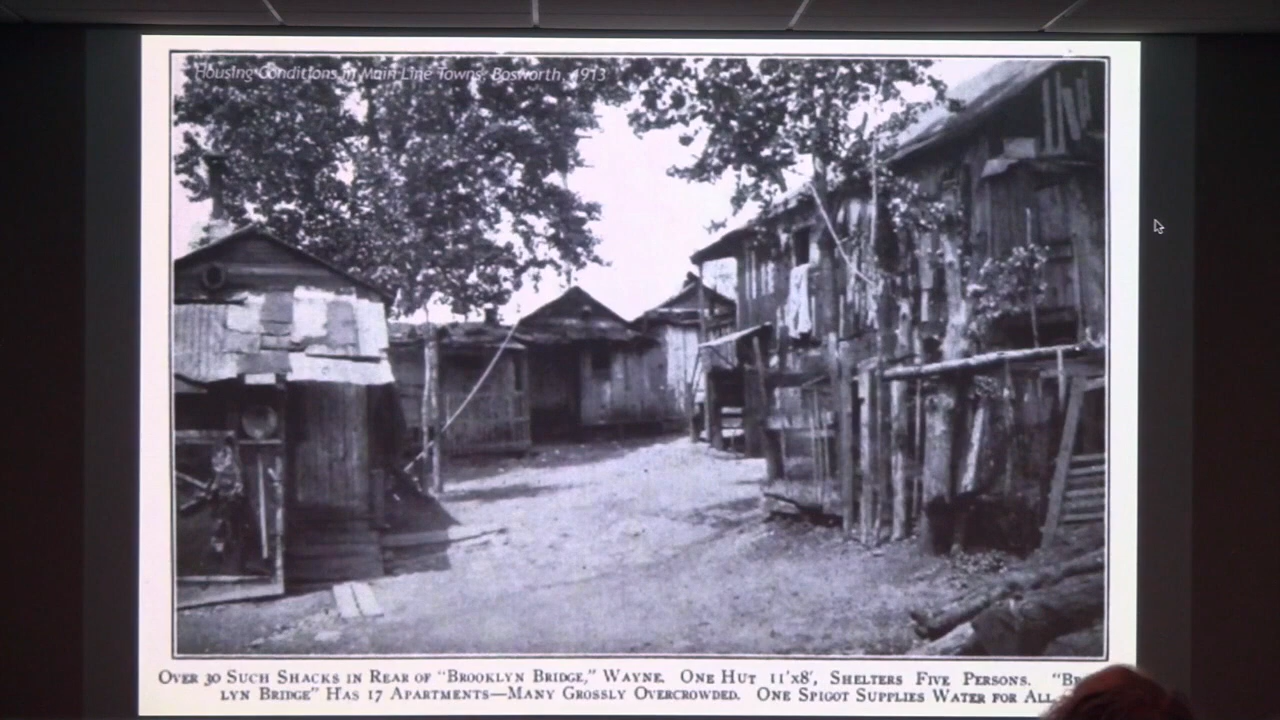 Housing Conditions in Main Line Towns, Bosworth, 1913
Over 30 Such Shacks in Rear of "Brooklyn Bridge," Wayne. One Hut 11'x8', Shelters Five Persons. "Br
lyn Bridge" Has 17 Apartments—Many Grossly Overcrowded. One Spigot Supplies Water for All